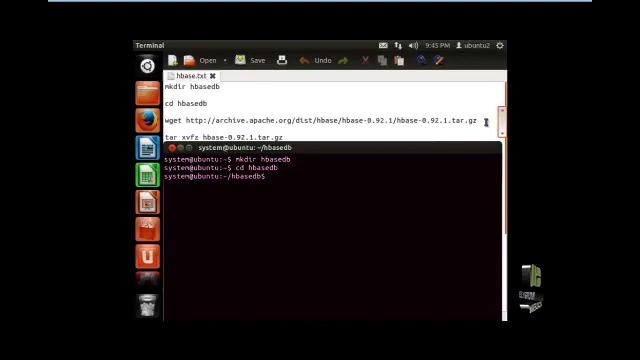 Terminal
9:45 PM
ubuntu2
Open
Save
Undo
hbase.txt
mkdir hbasedb
cd hbasedb
wget http://archive.apache.org/dist/hbase/hbase-0.92.1/hbase-0.92.1.tar.gz
tar xvfz hbase-0.92.1.tar.gz
system@ubuntu: ~/hbasedb
system@ubuntu:~$ mkdir hbasedb
system@ubuntu:~$ cd hbasedb
system@ubuntu:~/hbasedb$